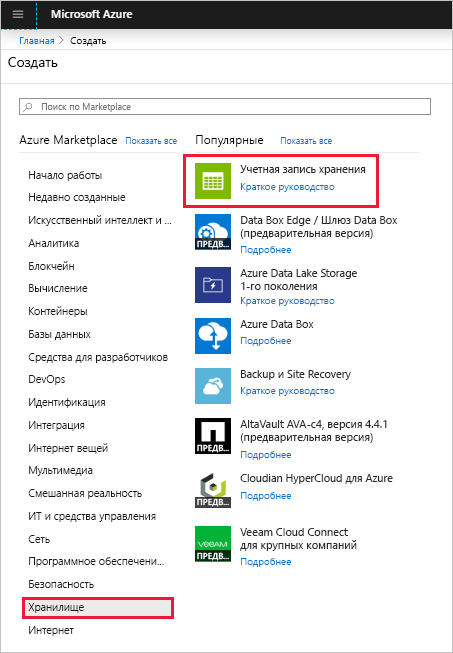 Microsoft Azure
Главная > Создать
Создать
Поиск по Marketplace
Azure Marketplace Показать все
Популярные Показать все
Начало работы
Недавно созданные
Искусственный интеллект и ...
Аналитика
Блокчейн
Вычисление
Контейнеры
Базы данных
Средства для разработчиков
DevOps
Идентификация
Интеграция
Интернет вещей
Мультимедиа
Смешанная реальность
ИТ и средства управления
Сеть
Программное обеспечени...
Безопасность
Хранилище
Интернет
Учетная запись хранения
Краткое руководство
ПРЕДВ...
Data Box Edge / Шлюз Data Box
(предварительная версия)
Подробнее
Azure Data Lake Storage
1-го поколения
Краткое руководство
Azure Data Box
Подробнее
Backup и Site Recovery
Краткое руководство
ПРЕДВ...
AltaVault AVA-c4, версия 4.4.1
(предварительная версия)
Подробнее
ПРЕДВ...
Cloudian HyperCloud для Azure
Подробнее
VEEAM
ПРЕДВ...
Veeam Cloud Connect
для крупных компаний
Подробнее